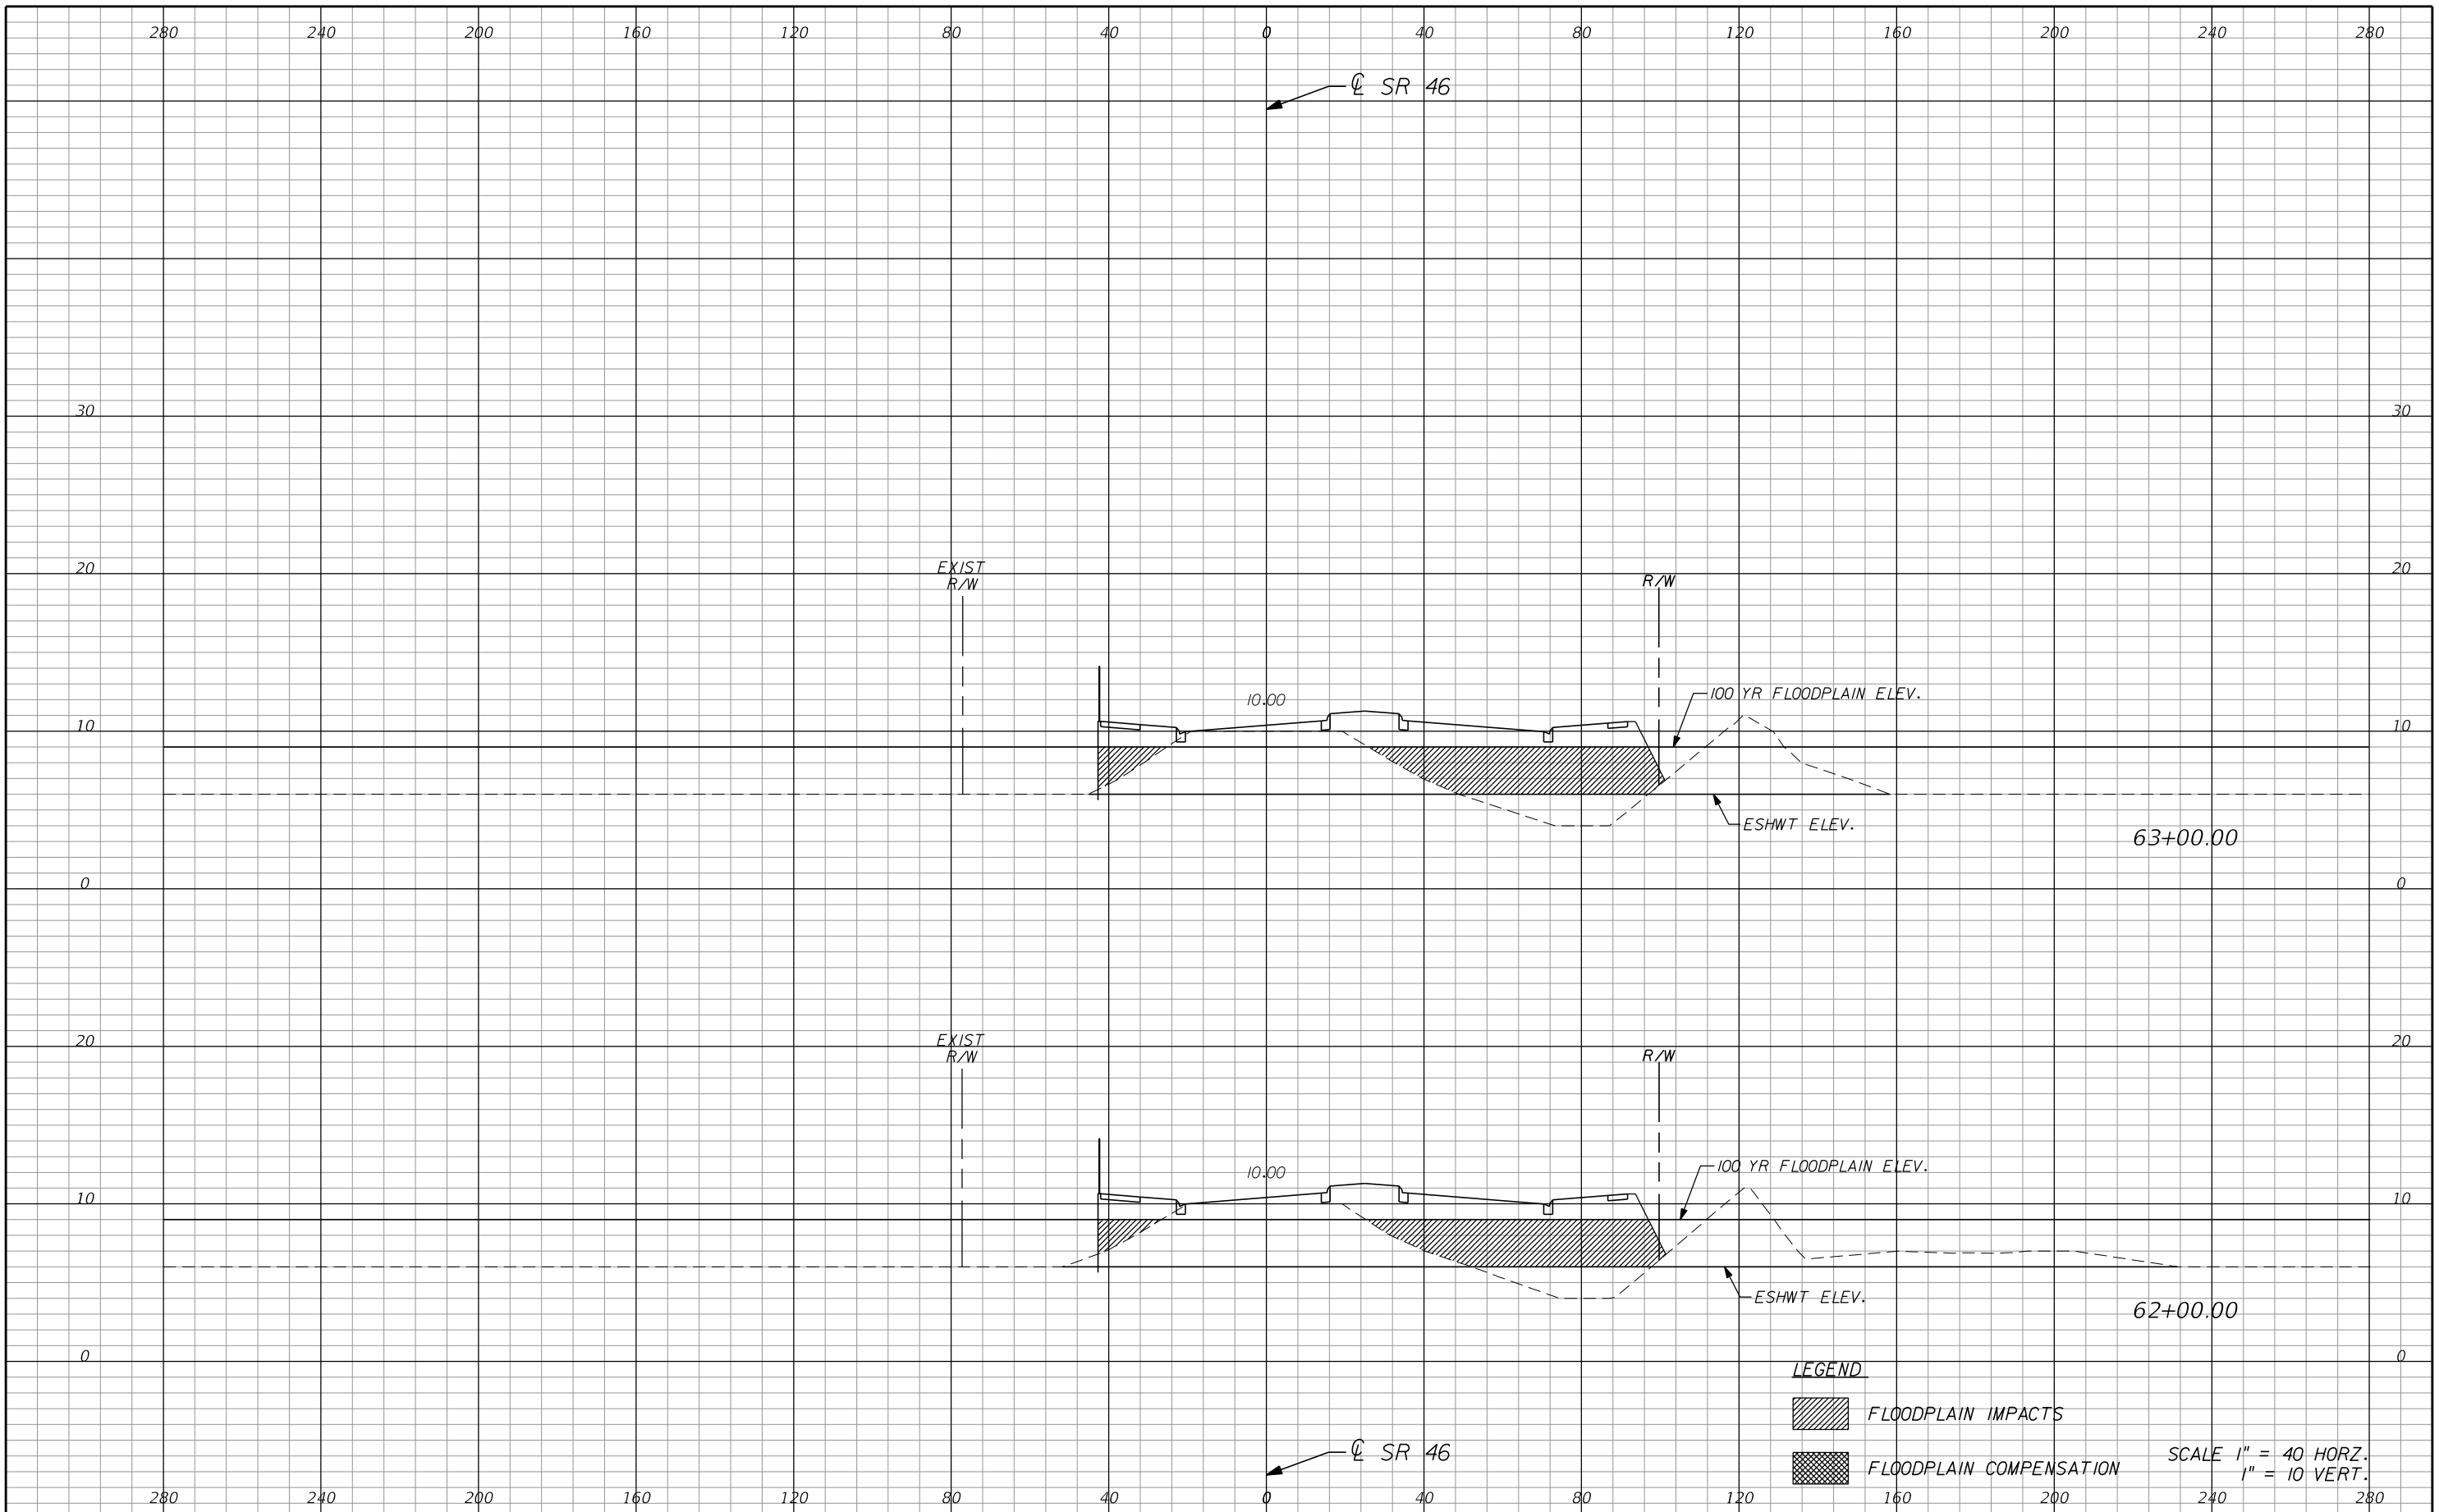 280 240 200 160 120 80 40 0 40 80 120 160 200 240 280
℄ SR 46
30 30
20 20
EXIST
R/W
R/W
100 YR FLOODPLAIN ELEV.
10.00
10 10
ESHWT ELEV.
63+00.00
0 0
20 20
EXIST
R/W
R/W
100 YR FLOODPLAIN ELEV.
10.00
10 10
ESHWT ELEV.
62+00.00
0 0
LEGEND
FLOODPLAIN IMPACTS
FLOODPLAIN COMPENSATION
℄ SR 46
SCALE 1" = 40 HORZ.
1" = 10 VERT.
280 240 200 160 120 80 40 0 40 80 120 160 200 240 280